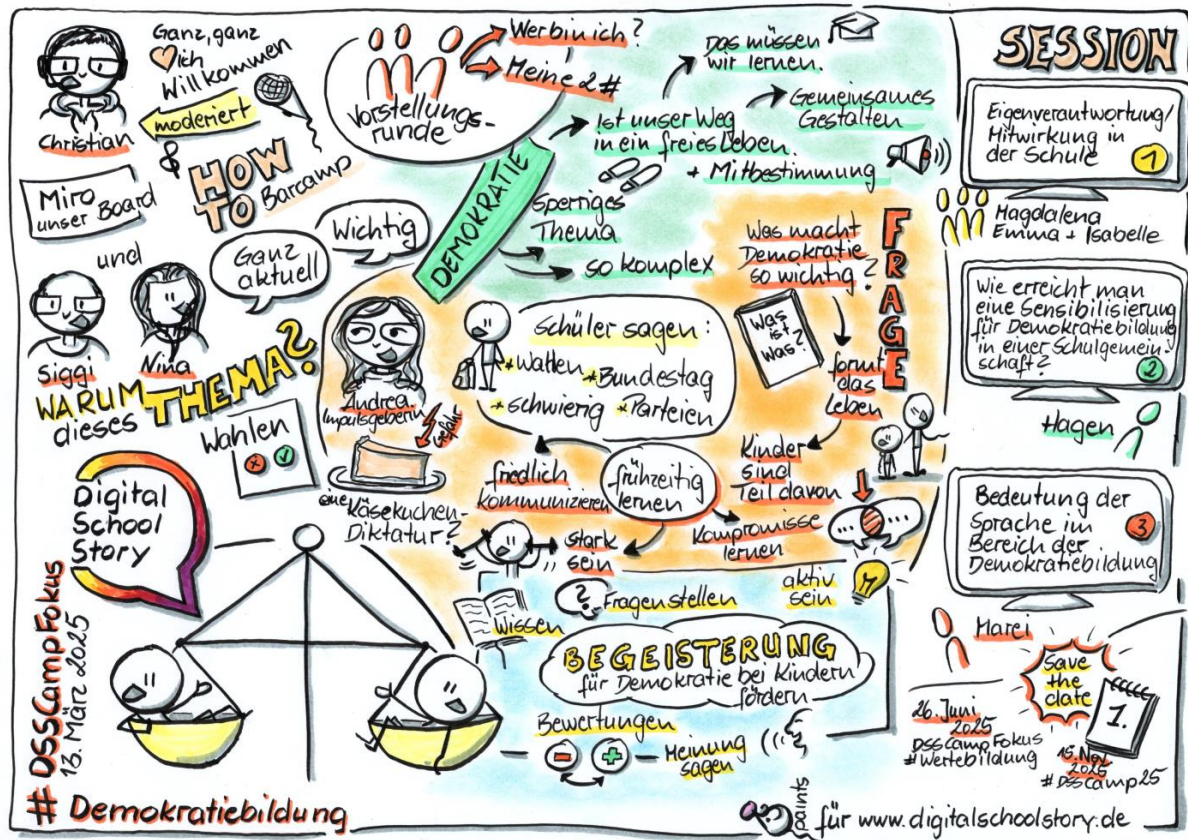 Ganz, ganz
lich
Willkommen
Christian
moderiert
&
HOW
TO Barcamp
Miro
unser Board
und
Siggi
Nina
Ganz
aktuell
Wichtig
WARUM
dieses THEMA?
Wahlen
Digital
School
Story
#DSSCampFokus
13. März 2025
# Demokratiebildung
Vorstellungs-
runde
Wer bin ich?
Meine 2 #
DEMOKRATIE
Das müssen
wir lernen.
Gemeinsames
Gestalten
Ist unser Weg
in ein freies Leben.
+ Mitbestimmung
Sperriges
Thema
so komplex
Andrea
Impulsgeberin
Gefahr
eine Käsekuchen-
Diktatur?
Schüler sagen:
*Wahlen *Bundestag
*schwierig *Parteien
FRAGE
Was macht
Demokratie
so wichtig?
Was
ist
Was?
formt
das
Leben
Kinder
sind
Teil davon
frühzeitig
lernen
friedlich
kommunizieren
stark
sein
Kompromisse
lernen
Wissen
?
Fragen stellen
aktiv
sein
BEGEISTERUNG
für Demokratie bei Kindern
fördern
Bewertungen
- +
Meinung
sagen
SESSION
Eigenverantwortung/
Mitwirkung in
der Schule
1
Magdalena
Emma + Isabelle
Wie erreicht man
eine Sensibilisierung
für Demokratiebildung
in einer Schulgemein-
schaft?
2
Hagen
Bedeutung der
Sprache im
Bereich der
Demokratiebildung
3
Marei
Save
the
date
1.
26. Juni
2025
DSSCampFokus
#Wertebildung
15. Nov.
2025
#DSSCamp25
paints
für www.digitalschoolstory.de